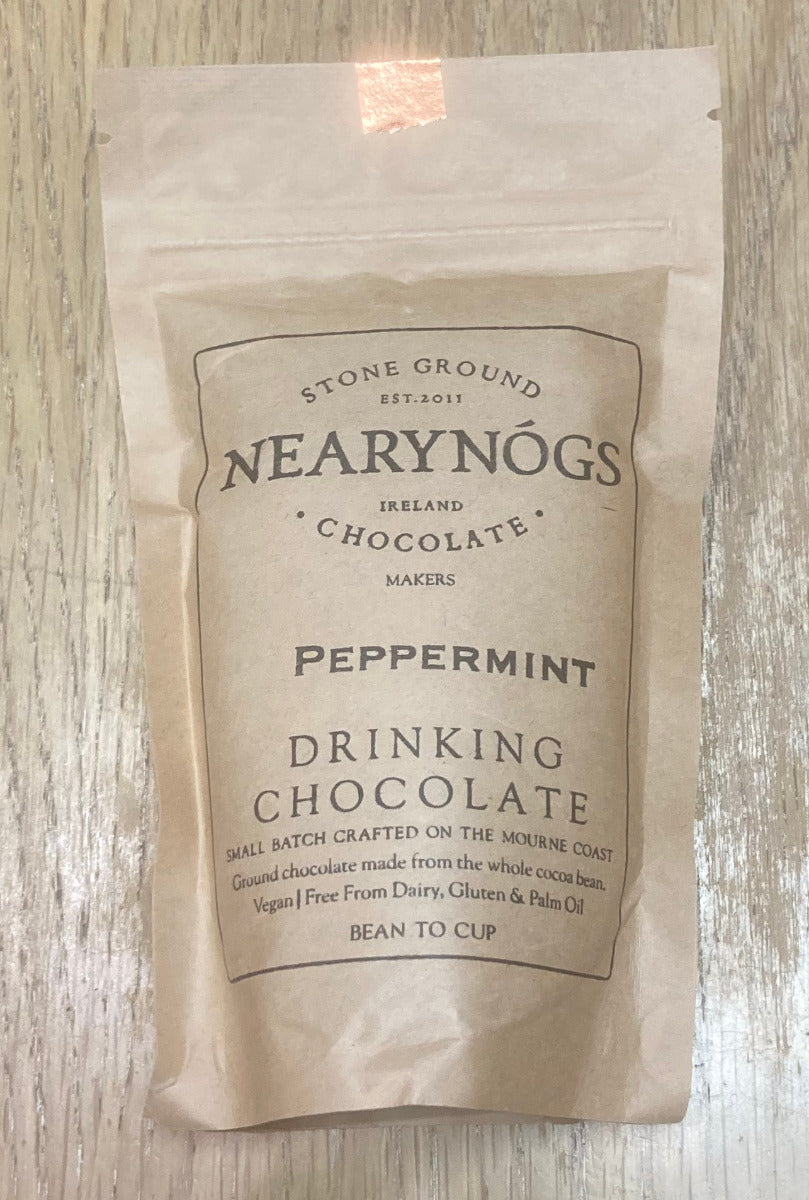 STONE GROUND
EST.2011
NEARYNÓGS
IRELAND
• CHOCOLATE •
MAKERS
PEPPERMINT
DRINKING
CHOCOLATE
SMALL BATCH CRAFTED ON THE MOURNE COAST
Ground chocolate made from the whole cocoa bean.
Vegan | Free From Dairy, Gluten & Palm Oil
BEAN TO CUP